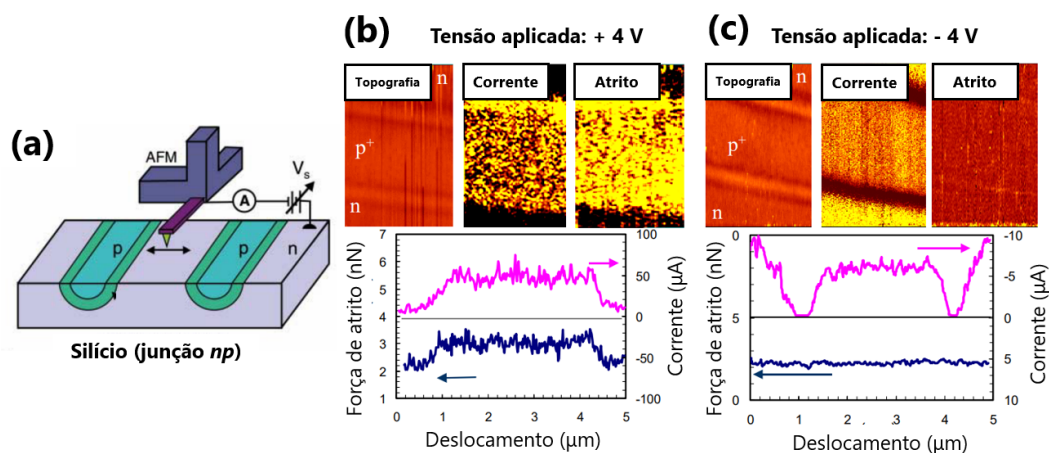 (a)
AFM
A
Vs
p
p
n
Silício (junção np)
(b)
Tensão aplicada: + 4 V
Topografia
Corrente
Atrito
n
p+
n
Força de atrito (nN)
7
6
5
4
3
2
1
100
50
0
-50
-100
Corrente (μA)
0 1 2 3 4 5
Deslocamento (μm)
(c)
Tensão aplicada: - 4 V
Topografia
Corrente
Atrito
n
p+
n
Força de atrito (nN)
0
5
0
-10
-5
0
5
10
Corrente (μA)
0 1 2 3 4 5
Deslocamento (μm)